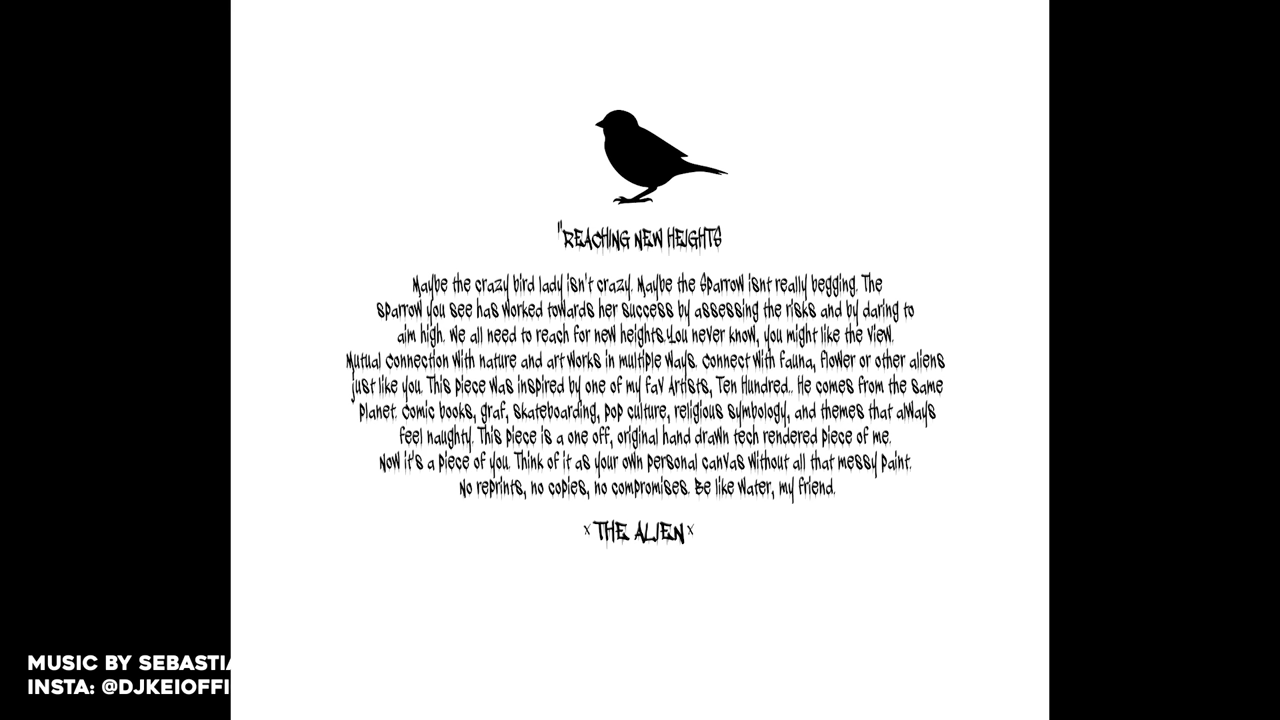 "REACHING NEW HEIGHTS
Maybe the crazy bird lady isn't crazy. Maybe the Sparrow isnt really begging. The
sparrow you see has worked towards her success by assessing the risks and by daring to
aim high. We all need to reach for new heights.You never know, you might like the view.
Mutual connection with nature and art works in multiple ways. Connect with fauna, flower or other aliens
just like you. This piece was inspired by one of my fav Artists, Ten Hundred.. He comes from the same
planet. Comic books, graf, skateboarding, pop culture, religious symbology, and themes that always
feel naughty. This piece is a one off, original hand drawn tech rendered piece of me.
Now it's a piece of you. Think of it as your own personal canvas without all that messy paint.
No reprints, no copies, no compromises. Be like water, my friend.
x THE ALIEN x
MUSIC BY SEBASTIA
INSTA: @DJKEIOFFI